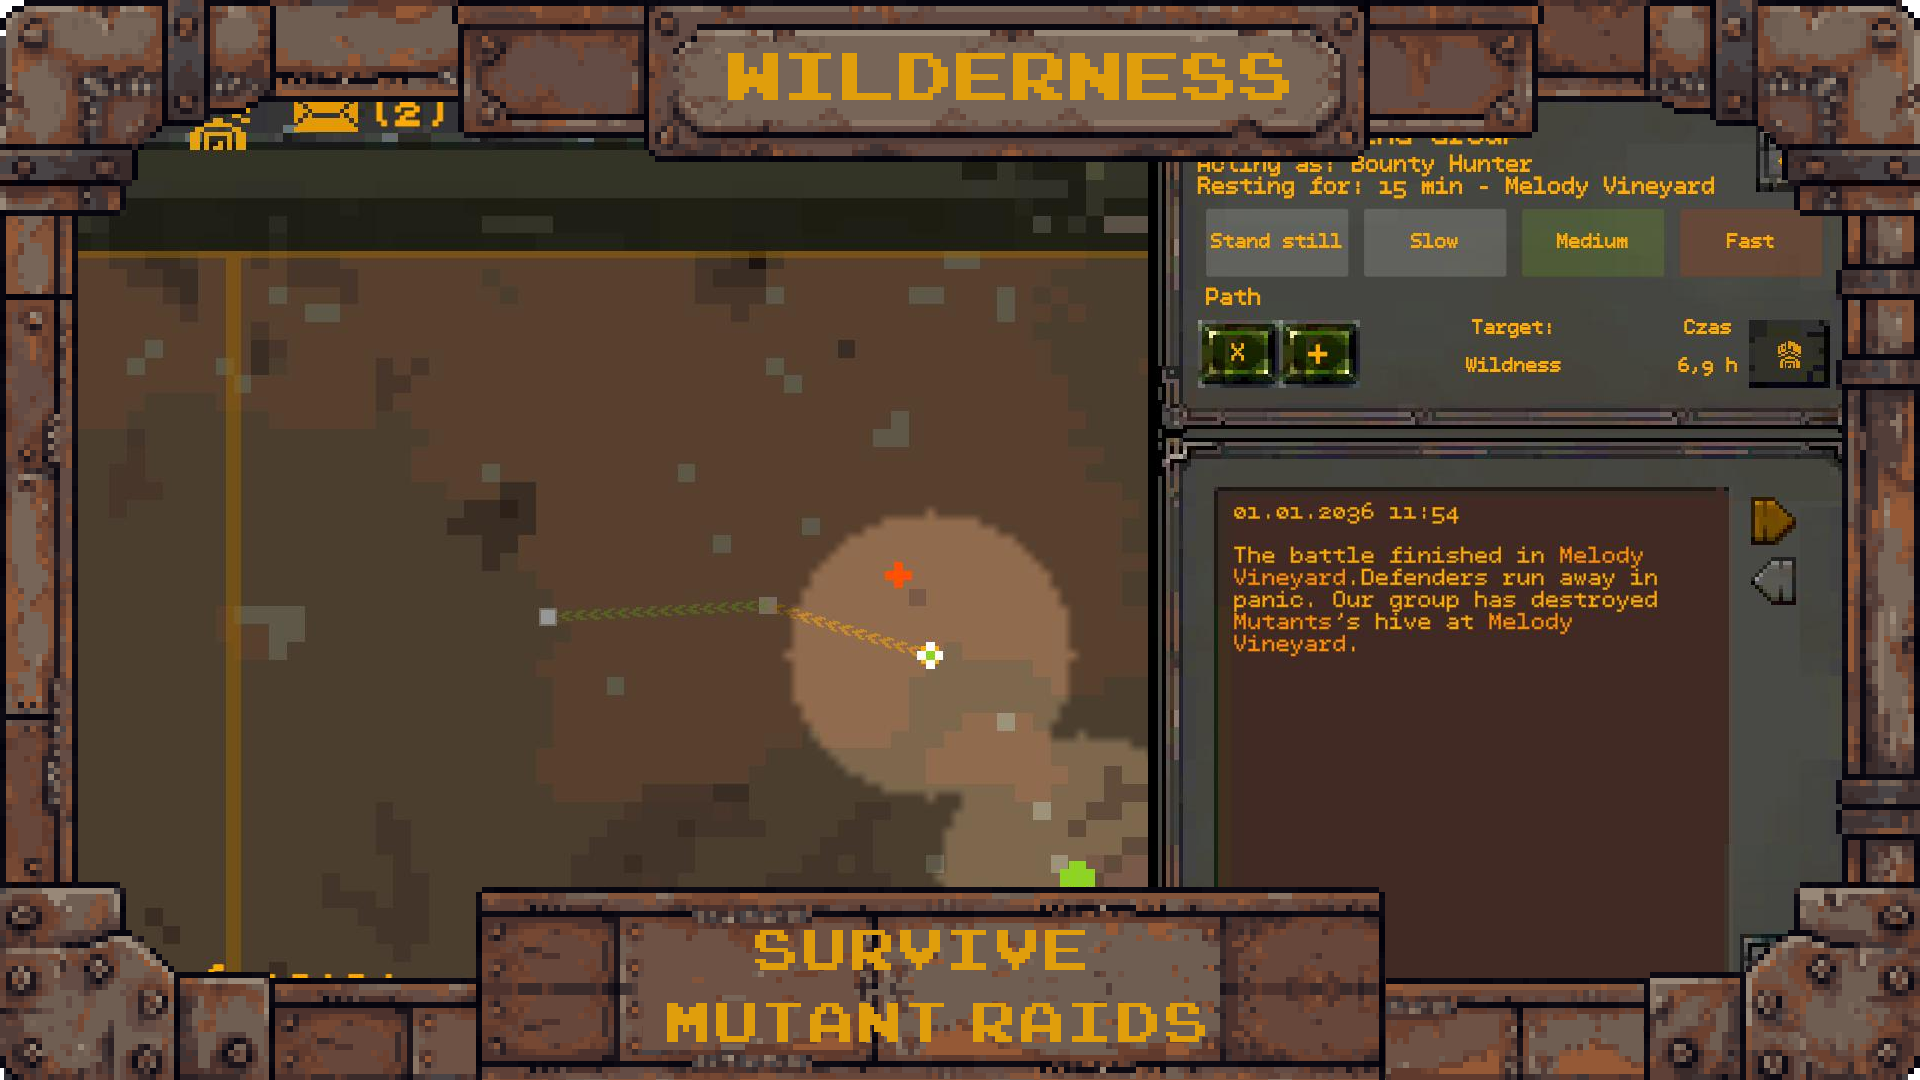 WILDERNESS
(2)
Acting as: Bounty Hunter
Resting for: 15 min - Melody Vineyard
Stand still
Slow
Medium
Fast
Path
X
+
Target:
Wildness
Czas
6,9 h
01.01.2036 11:54
The battle finished in Melody
Vineyard.Defenders run away in
panic. Our group has destroyed
Mutants's hive at Melody
Vineyard.
SURVIVE
MUTANT RAIDS